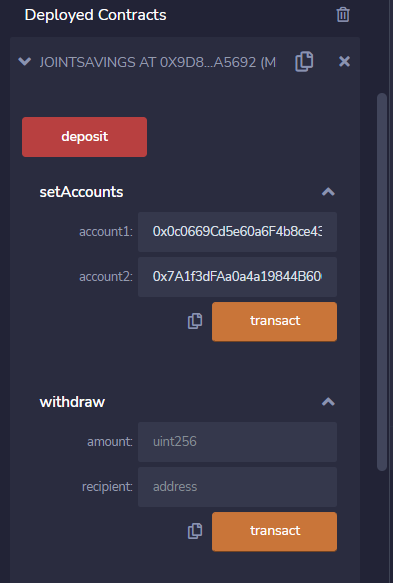 Deployed Contracts
JOINTSAVINGS AT 0X9D8...A5692 (M
deposit
setAccounts
account1: 0x0c0669Cd5e60a6F4b8ce43
account2: 0x7A1f3dFAa0a4a19844B60
transact
withdraw
amount: uint256
recipient: address
transact